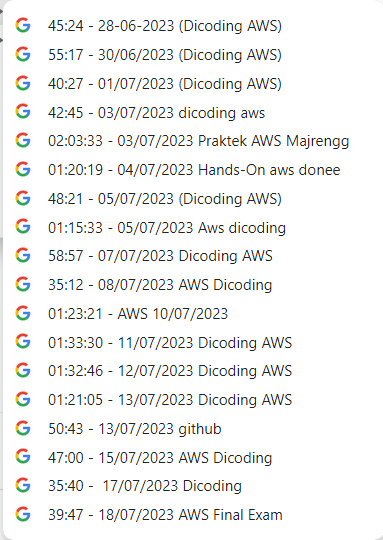 45:24 - 28-06-2023 (Dicoding AWS)
55:17 - 30/06/2023 (Dicoding AWS)
40:27 - 01/07/2023 (Dicoding AWS)
42:45 - 03/07/2023 dicoding aws
02:03:33 - 03/07/2023 Praktek AWS Majrengg
01:20:19 - 04/07/2023 Hands-On aws donee
48:21 - 05/07/2023 (Dicoding AWS)
01:15:33 - 05/07/2023 Aws dicoding
58:57 - 07/07/2023 Dicoding AWS
35:12 - 08/07/2023 AWS Dicoding
01:23:21 - AWS 10/07/2023
01:33:30 - 11/07/2023 Dicoding AWS
01:32:46 - 12/07/2023 Dicoding AWS
01:21:05 - 13/07/2023 Dicoding AWS
50:43 - 13/07/2023 github
47:00 - 15/07/2023 AWS Dicoding
35:40 -  17/07/2023 Dicoding
39:47 - 18/07/2023 AWS Final Exam